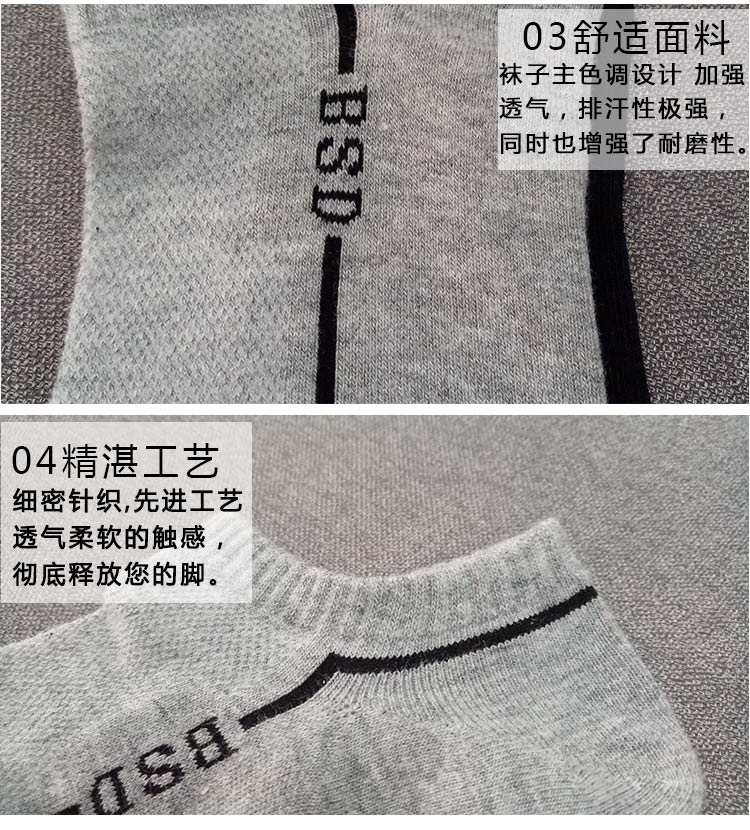 03舒适面料
袜子主色调设计 加强
透气，排汗性极强，
同时也增强了耐磨性。
BSD
04精湛工艺
细密针织,先进工艺
透气柔软的触感，
彻底释放您的脚。
BSD